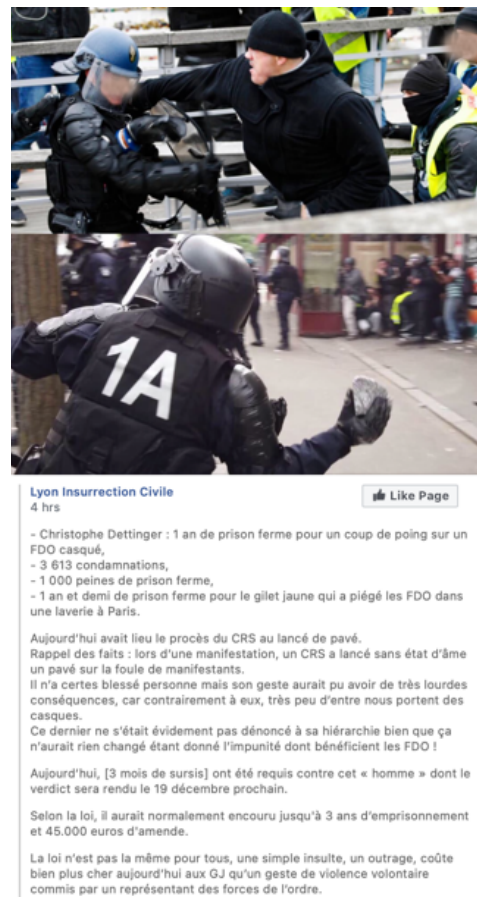 1A
Lyon Insurrection Civile
Like Page
4 hrs
- Christophe Dettinger : 1 an de prison ferme pour un coup de poing sur un
FDO casqué,
- 3 613 condamnations,
- 1 000 peines de prison ferme,
- 1 an et demi de prison ferme pour le gilet jaune qui a piégé les FDO dans
une laverie à Paris.
Aujourd'hui avait lieu le procès du CRS au lancé de pavé.
Rappel des faits : lors d'une manifestation, un CRS a lancé sans état d'âme
un pavé sur la foule de manifestants.
Il n'a certes blessé personne mais son geste aurait pu avoir de très lourdes
conséquences, car contrairement à eux, très peu d'entre nous portent des
casques.
Ce dernier ne s'était évidement pas dénoncé à sa hiérarchie bien que ça
n'aurait rien changé étant donné l'impunité dont bénéficient les FDO !
Aujourd'hui, [3 mois de sursis] ont été requis contre cet « homme » dont le
verdict sera rendu le 19 décembre prochain.
Selon la loi, il aurait normalement encouru jusqu'à 3 ans d'emprisonnement
et 45.000 euros d'amende.
La loi n'est pas la même pour tous, une simple insulte, un outrage, coûte
bien plus cher aujourd'hui aux GJ qu'un geste de violence volontaire
commis par un représentant des forces de l'ordre.